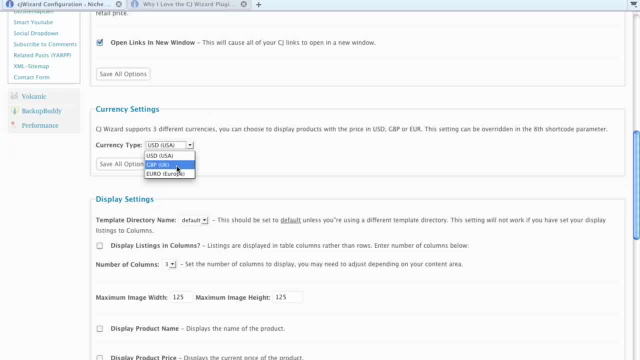 cjWizard Configuration - Niche...
Why I Love the CJ Wizard Plugi...
Smart Youtube
Social Dropdown
Subscribe to Comments
Related Posts (YARPP)
XML-Sitemap
Contact Form
Volcanic
BackupBuddy
Performance
retail price.
Open Links In New Window – This will cause all of your CJ links to open in a new window.
Save All Options
Currency Settings
CJ Wizard supports 3 different currencies, you can choose to display products with the price in USD, GBP or EUR. This setting can be overridden in the 8th shortcode parameter.
Currency Type: USD (USA)
USD (USA)
GBP (UK)
EURO (Europe)
Save All Option
Display Settings
Template Directory Name: default – This should be set to default unless you"re using a different template directory. This setting will not work if you have set your display
listings to Columns.
Display Listings in Columns? – Listings are displayed in table columns rather than rows. Enter number of columns below:
Number of Columns: 3 – Set the number of columns to display, you may need to adjust depending on your content area.
Maximum Image Width: 125 Maximum Image Height: 125
Display Product Name – Displays the name of the product.
Display Product Price – Displays the current price of the product.